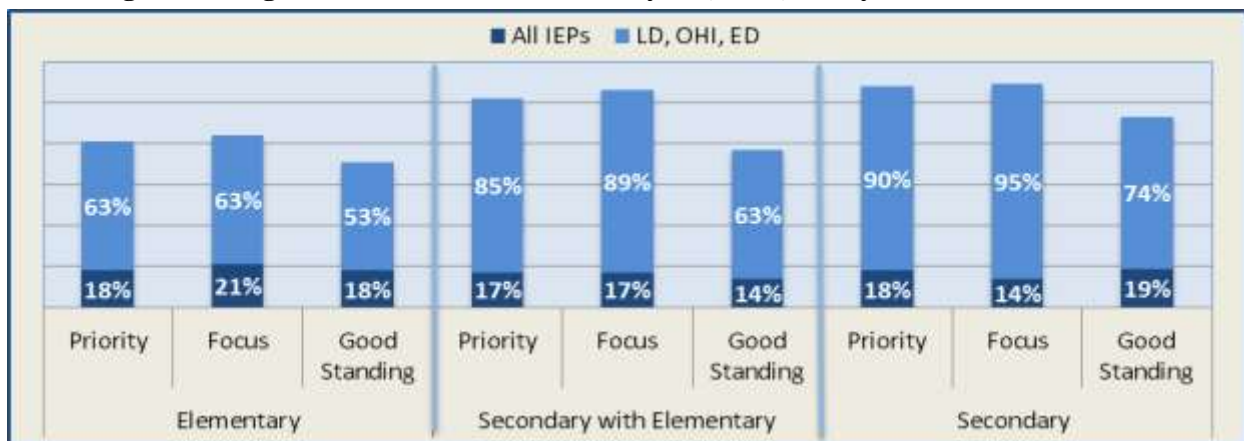 All IEPs LD, OHI, ED
63% 63% 53% 85% 89% 63% 90% 95% 74%
18% 21% 18% 17% 17% 14% 18% 14% 19%
Priority Focus Good Standing Priority Focus Good Standing Priority Focus Good Standing
Elementary Secondary with Elementary Secondary